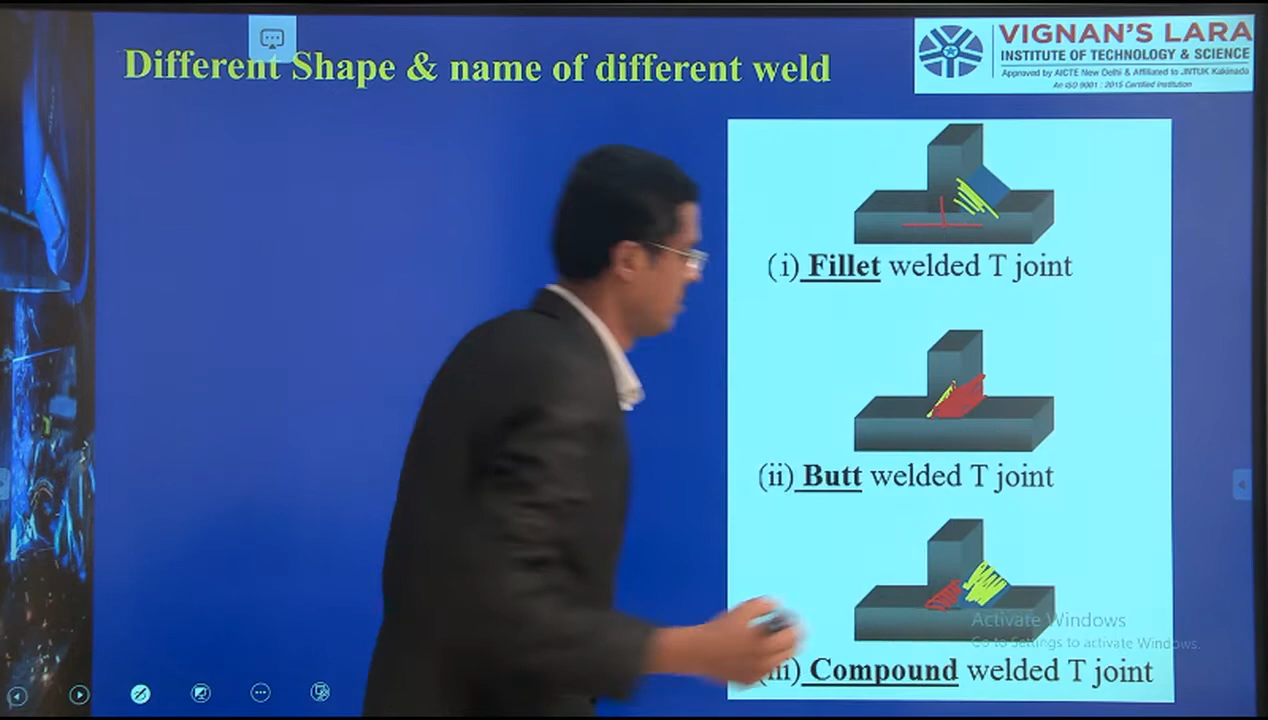 Different Shape & name of different weld
VIGNAN'S LARA
INSTITUTE OF TECHNOLOGY & SCIENCE
Approved by AICTE New Delhi & Affiliated to JNTUK Kakinada
An ISO 9001 : 2015 Certified Institution
(i) Fillet welded T joint
(ii) Butt welded T joint
Activate Windows
Go to Settings to activate Windows.
Compound welded T joint